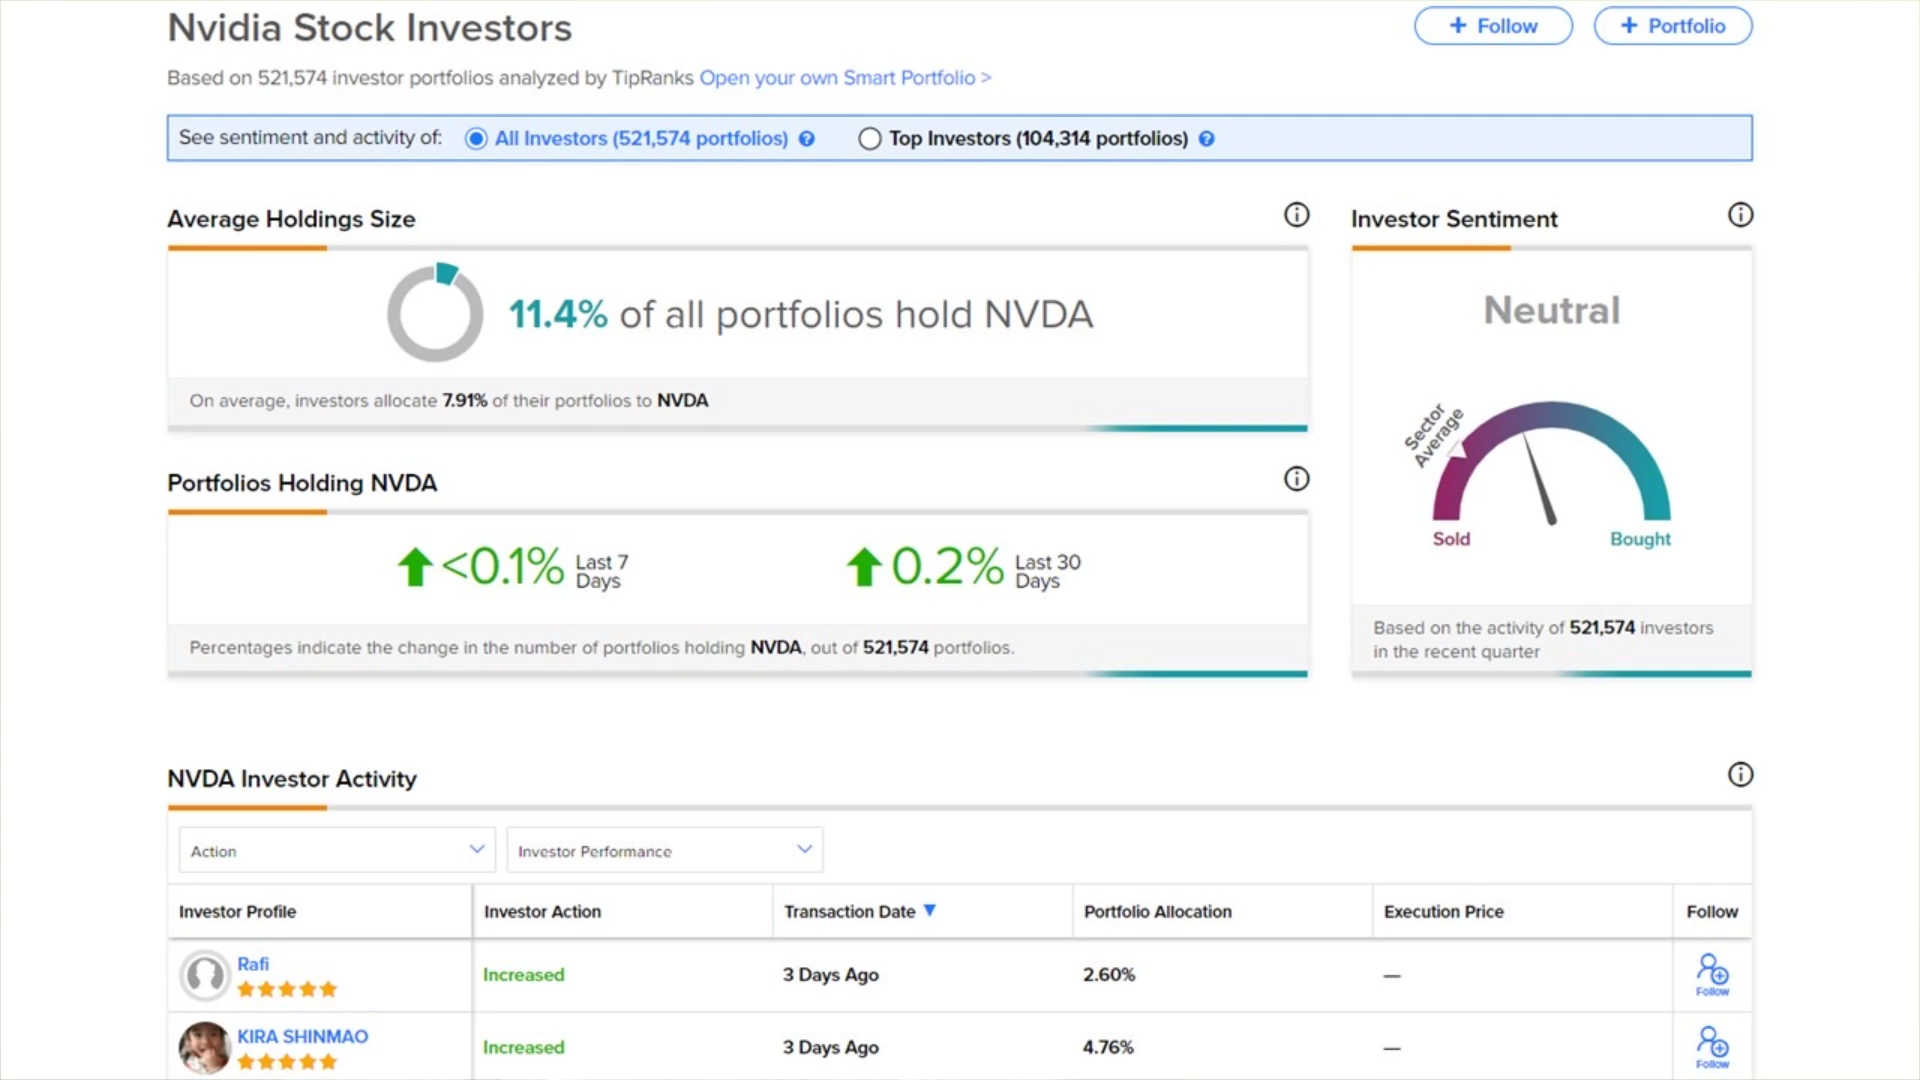 Nvidia Stock Investors
+ Follow
+ Portfolio
Based on 521,574 investor portfolios analyzed by TipRanks Open your own Smart Portfolio >
See sentiment and activity of: All Investors (521,574 portfolios) ? Top Investors (104,314 portfolios) ?
Average Holdings Size
11.4% of all portfolios hold NVDA
On average, investors allocate 7.91% of their portfolios to NVDA
Investor Sentiment
Neutral
Sector
Average
Sold
Bought
Based on the activity of 521,574 investors
in the recent quarter
Portfolios Holding NVDA
<0.1% Last 7
Days
0.2% Last 30
Days
Percentages indicate the change in the number of portfolios holding NVDA, out of 521,574 portfolios.
NVDA Investor Activity
Action
Investor Performance
Investor Profile Investor Action Transaction Date Portfolio Allocation Execution Price Follow
Rafi Increased 3 Days Ago 2.60% — Follow
KIRA SHINMAO Increased 3 Days Ago 4.76% — Follow